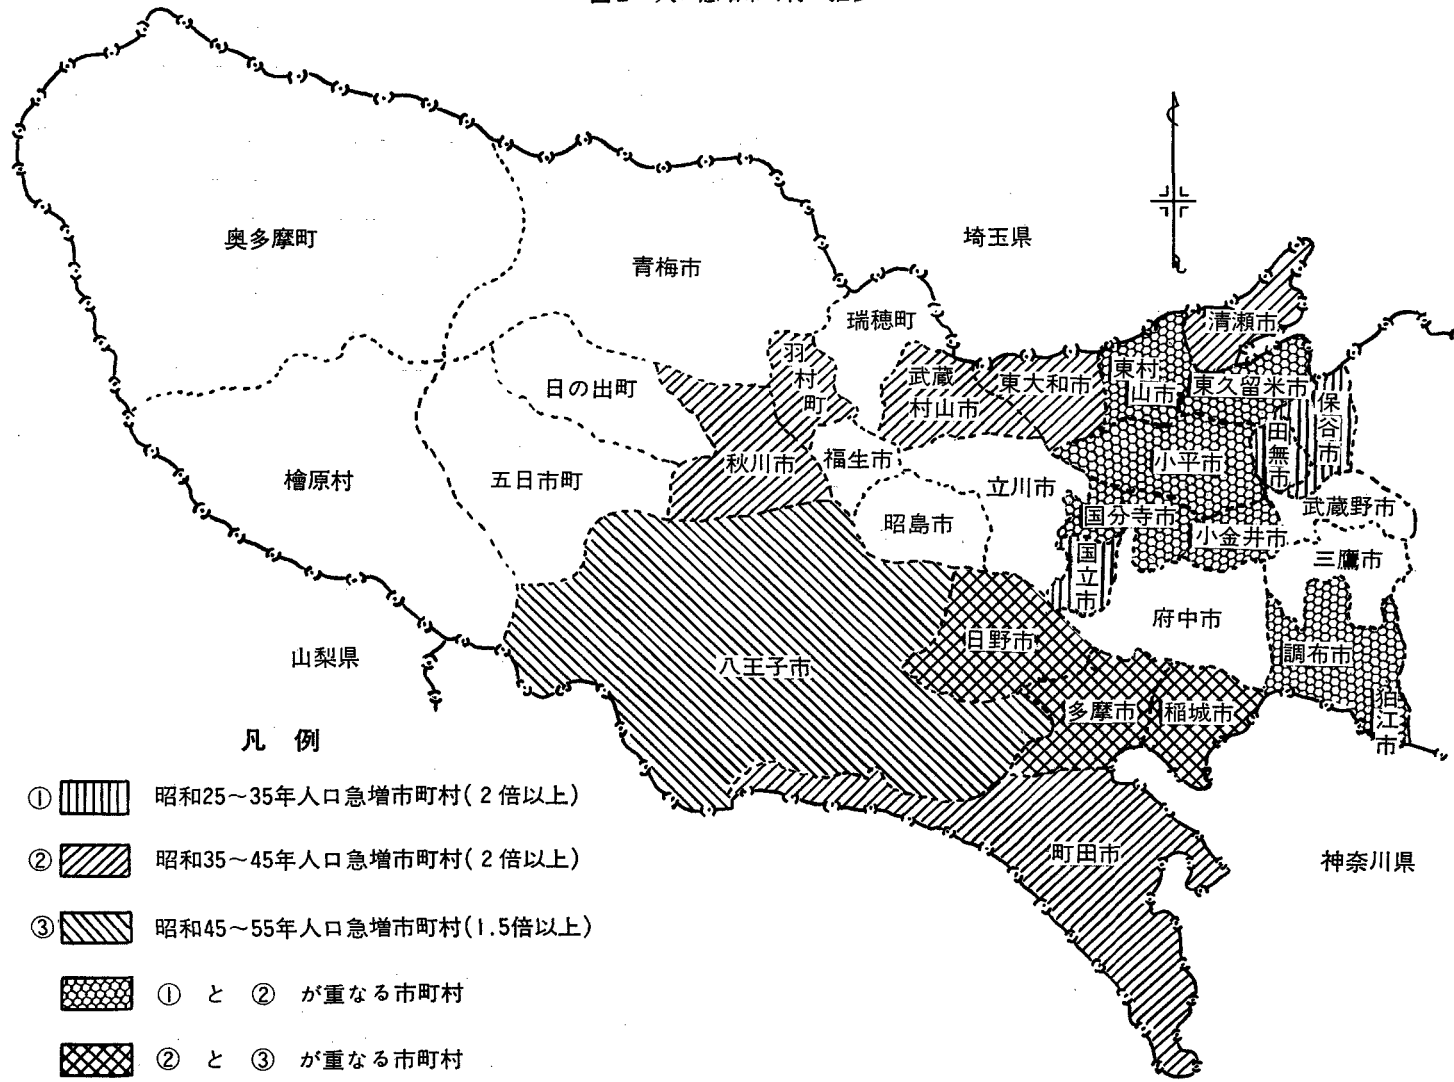 奥多摩町
青梅市
埼玉県
瑞穂町
清瀬市
羽村町
武蔵村山市
東大和市
東村山市
東久留米市
保谷市
田無市
日の出町
秋川市
福生市
小平市
檜原村
五日市町
立川市
昭島市
国分寺市
小金井市
武蔵野市
三鷹市
国立市
府中市
日野市
調布市
山梨県
八王子市
多摩市
稲城市
狛江市
町田市
神奈川県
凡 例
① 昭和25~35年人口急増市町村(2倍以上)
② 昭和35~45年人口急増市町村(2倍以上)
③ 昭和45~55年人口急増市町村(1.5倍以上)
① と ② が重なる市町村
② と ③ が重なる市町村